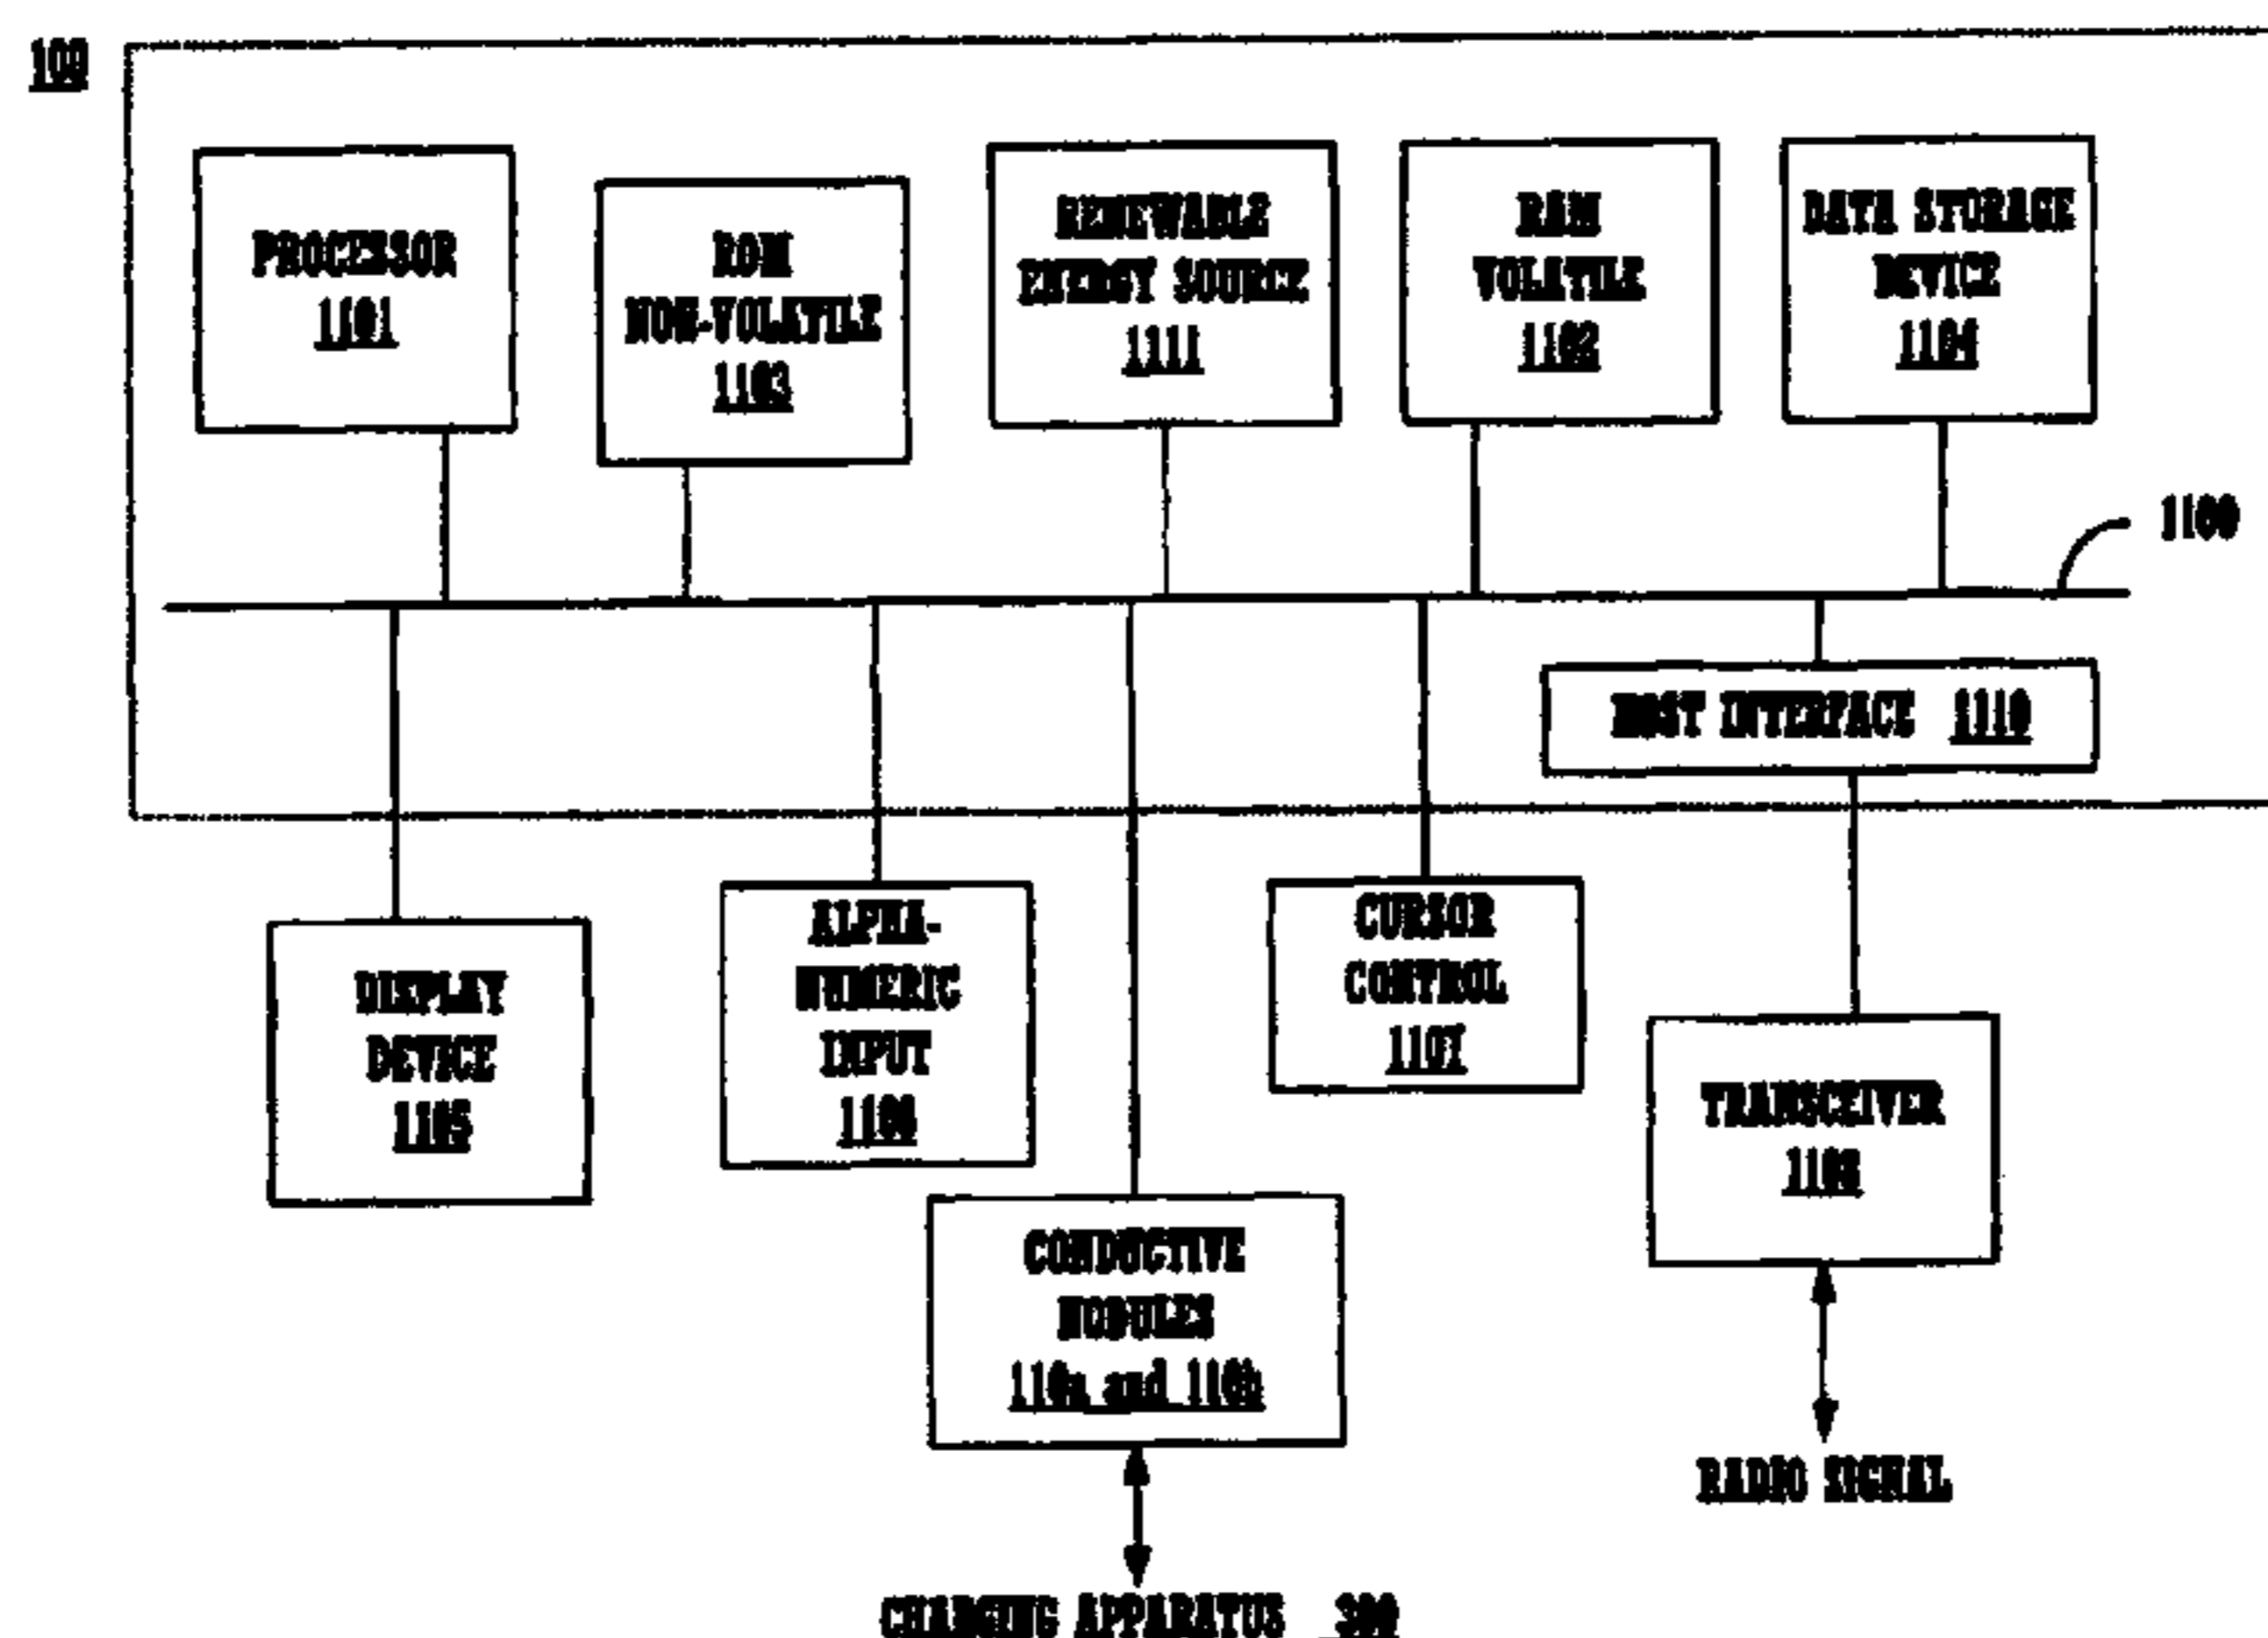 100
PROCESSOR
1101
ROM
NON-VOLATILE
1103
RENEWABLE
ENERGY SOURCE
1111
RAM
VOLATILE
1102
DATA STORAGE
DEVICE
1104
1100
HOST INTERFACE 1110
DISPLAY
DEVICE
1105
ALPHA-
NUMERIC
INPUT
1106
CURSOR
CONTROL
1107
TRANSCEIVER
1108
CONDUCTIVE
NUBULES
110a and 110b
RADIO SIGNAL
CHARGING APPARATUS 300